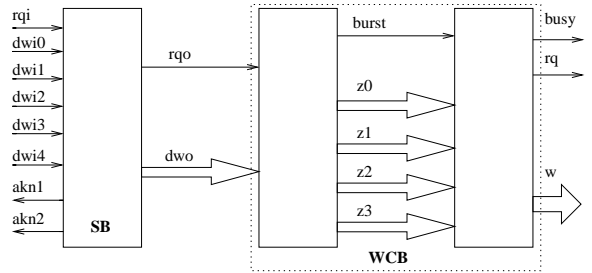 rqi
dwi0
dwi1
dwi2
dwi3
dwi4
akn1
akn2
SB
rqo
dwo
burst
z0
z1
z2
z3
WCB
busy
rq
w